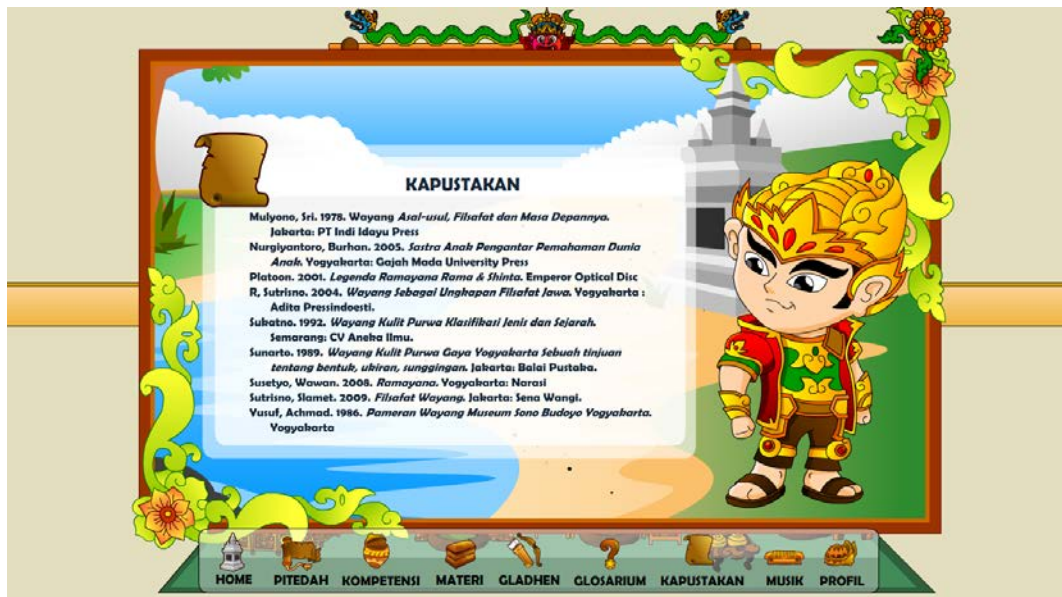 X
KAPUSTAKAN
Mulyono, Sri. 1978. Wayang Asal-usul, Filsafat dan Masa Depannya.
Jakarta: PT Indi Idayu Press
Nurgiyantoro, Burhan. 2005. Sastra Anak Pengantar Pemahaman Dunia
Anak. Yogyakarta: Gajah Mada University Press
Platoon. 2001. Legenda Ramayana Rama & Shinta. Emperor Optical Disc
R, Sutrisno. 2004. Wayang Sebagai Ungkapan Filsafat Jawa. Yogyakarta :
Adita Pressindoesti.
Sukatno. 1992. Wayang Kulit Purwa Klasifikasi Jenis dan Sejarah.
Semarang: CV Aneka Ilmu.
Sunarto. 1989. Wayang Kulit Purwa Gaya Yogyakarta Sebuah tinjuan
tentang bentuk, ukiran, sunggingan. Jakarta: Balai Pustaka.
Susetyo, Wawan. 2008. Ramayana. Yogyakarta: Narasi
Sutrisno, Slamet. 2009. Filsafat Wayang. Jakarta: Sena Wangi.
Yusuf, Achmad. 1986. Pameran Wayang Museum Sono Budoyo Yogyakarta.
Yogyakarta
HOME PITEDAH KOMPETENSI MATERI GLADHEN GLOSARIUM KAPUSTAKAN MUSIK PROFIL